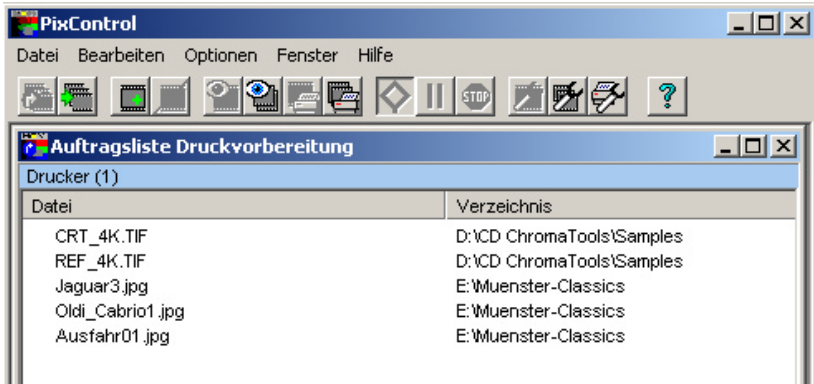 PixControl
Datei Bearbeiten Optionen Fenster Hilfe
STOP ?
Auftragsliste Druckvorbereitung
Drucker (1)
Datei Verzeichnis
CRT_4K.TIF D:\CD ChromaTools\Samples
REF_4K.TIF D:\CD ChromaTools\Samples
Jaguar3.jpg E:\Muenster-Classics
Oldi_Cabrio1.jpg E:\Muenster-Classics
Ausfahr01.jpg E:\Muenster-Classics